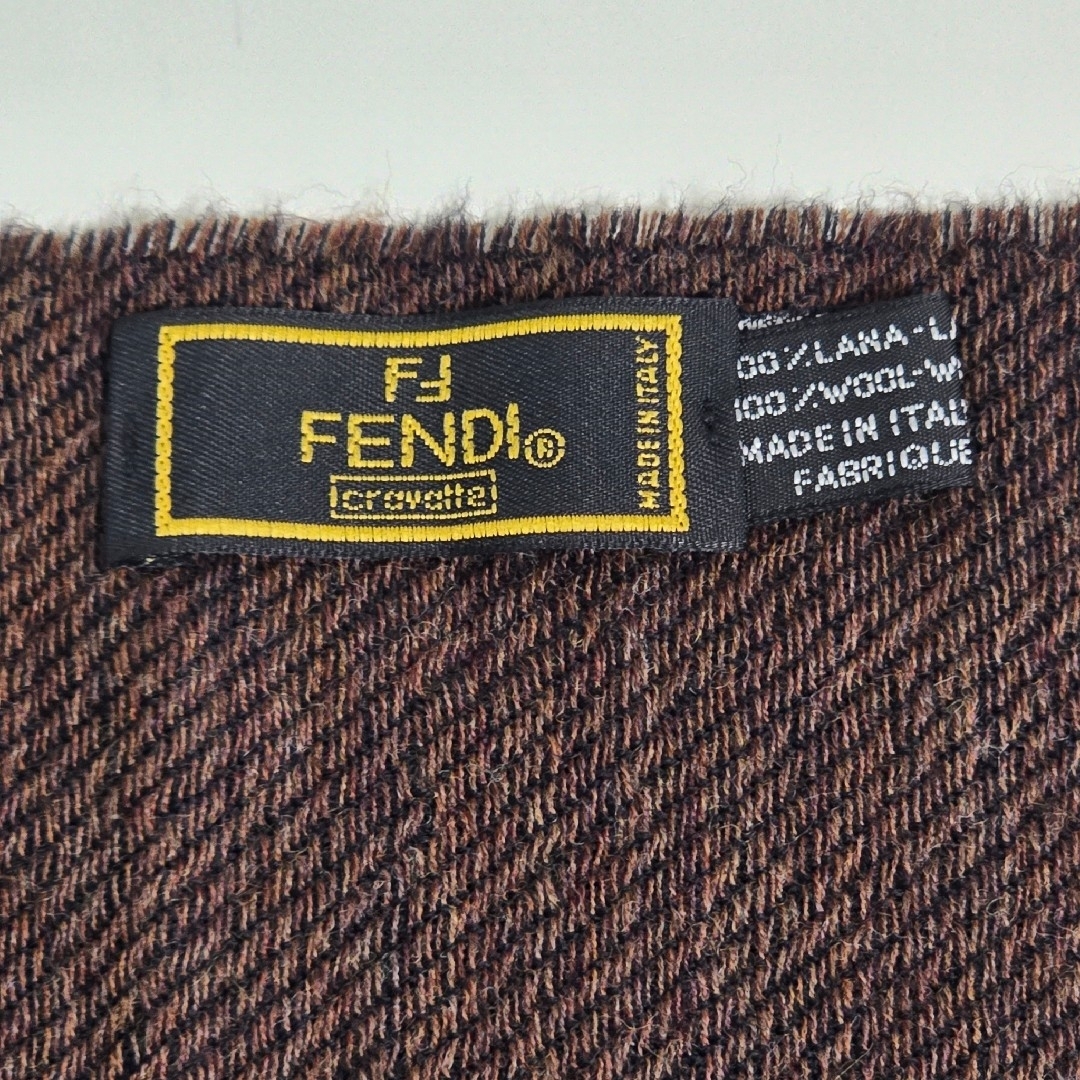 FF
FENDI®
cravatte
MADE IN ITALY
00%LANA-L
100%WOOL-W
MADE IN ITAL
FABRIQUE